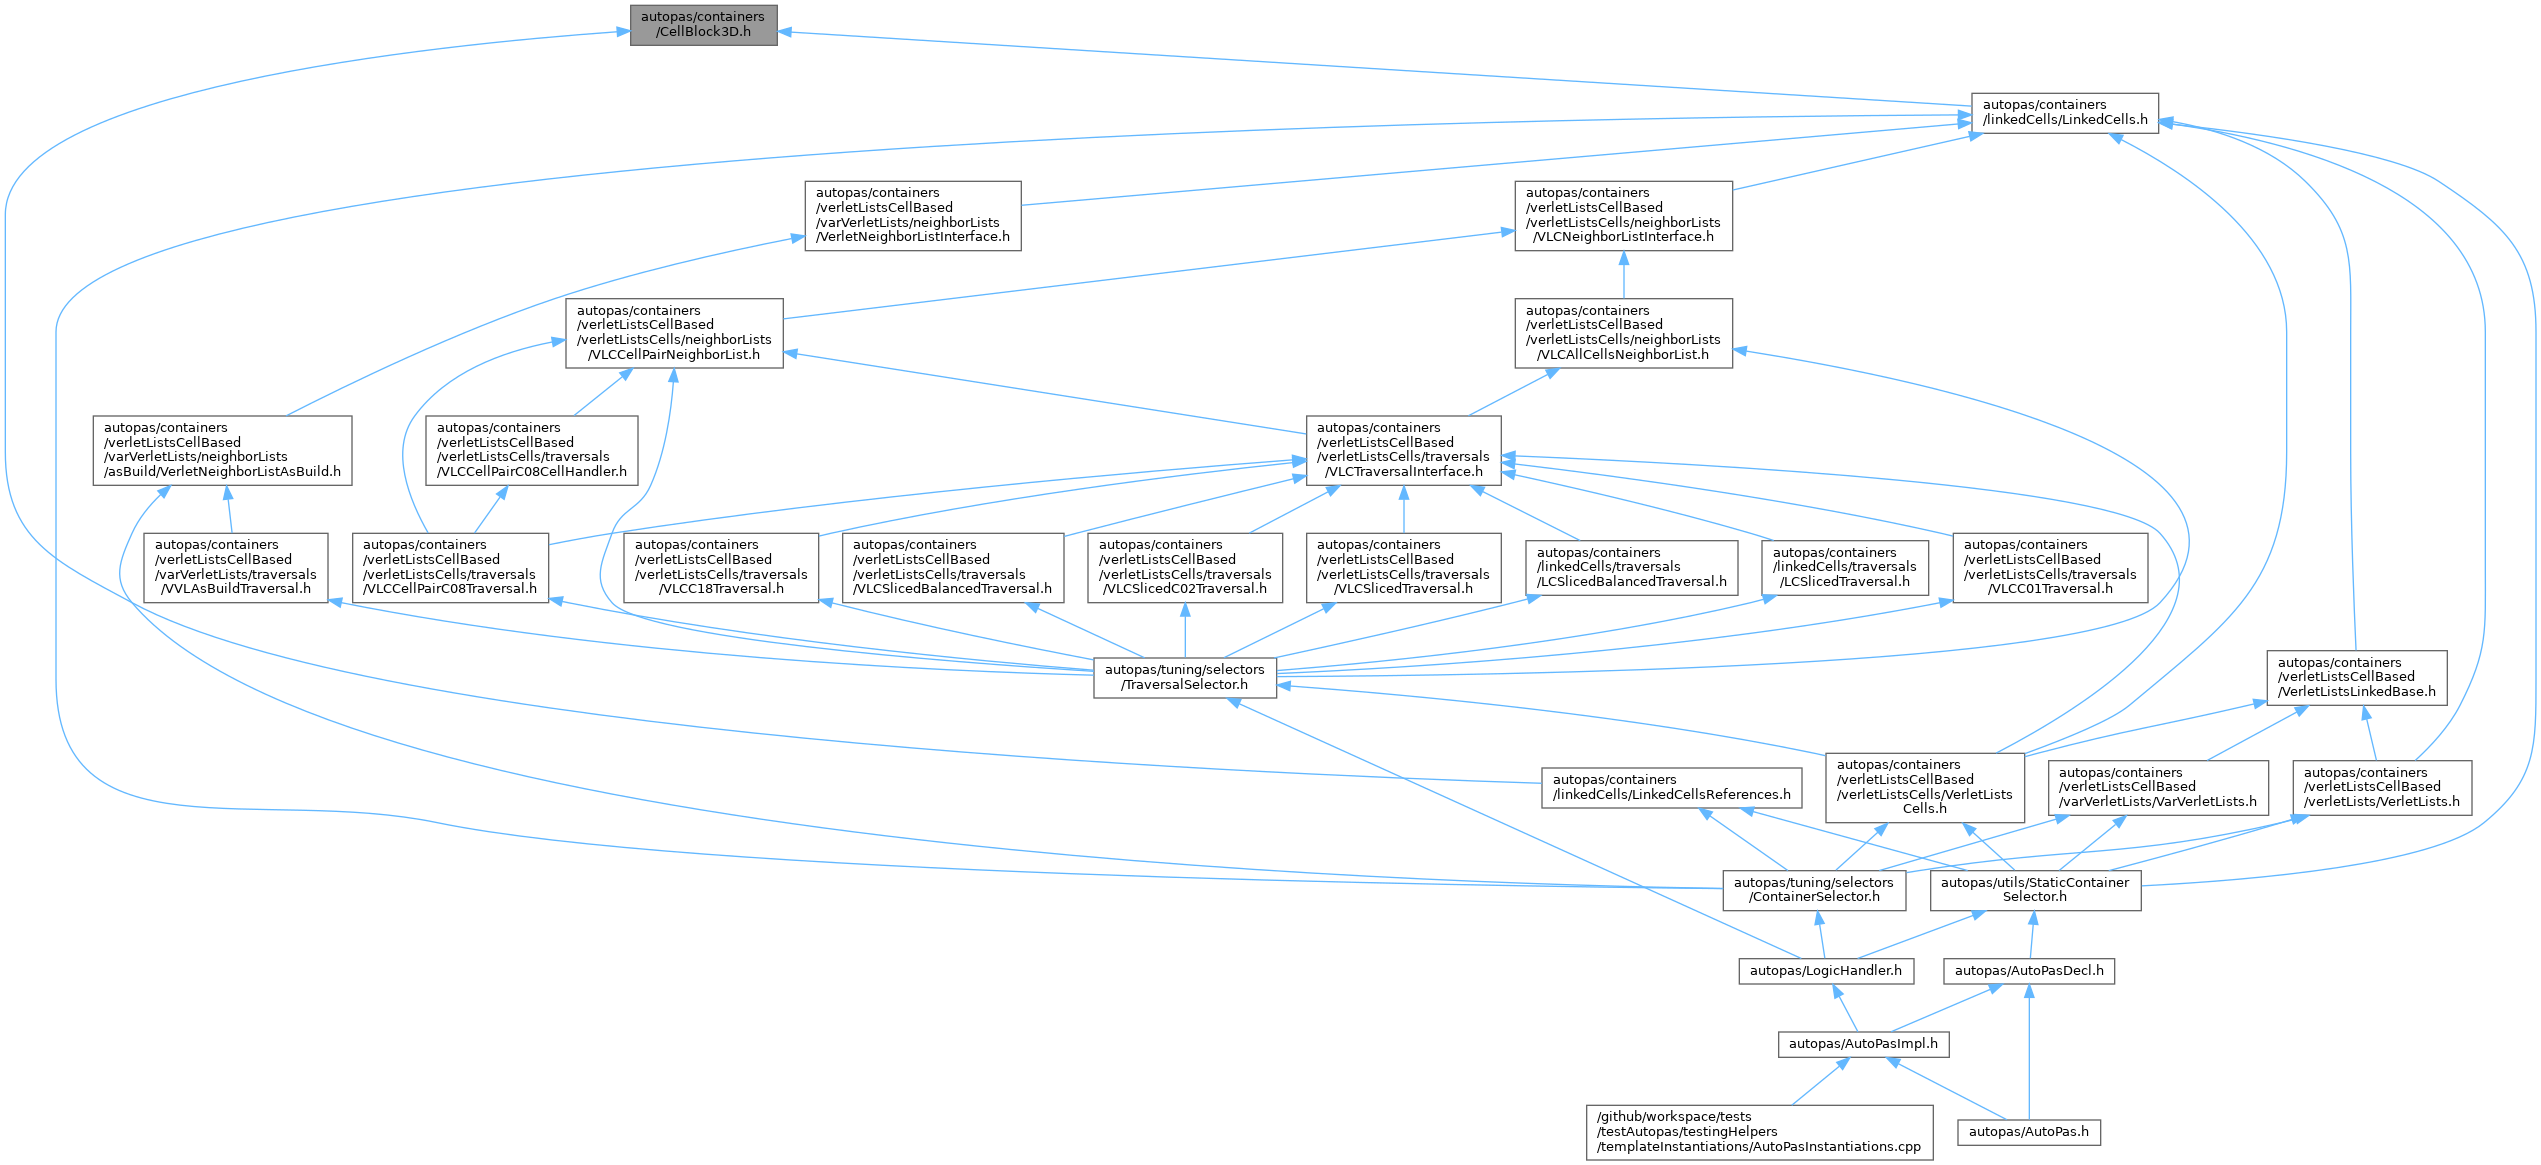 autopas/containers
/CellBlock3D.h
autopas/containers
/linkedCells/LinkedCells.h
autopas/containers
/verletListsCellBased
/varVerletLists/neighborLists
/VerletNeighborListInterface.h
autopas/containers
/verletListsCellBased
/verletListsCells/neighborLists
/VLCNeighborListInterface.h
autopas/containers
/verletListsCellBased
/verletListsCells/neighborLists
/VLCCellPairNeighborList.h
autopas/containers
/verletListsCellBased
/verletListsCells/neighborLists
/VLCAllCellsNeighborList.h
autopas/containers
/verletListsCellBased
/varVerletLists/neighborLists
/asBuild/VerletNeighborListAsBuild.h
autopas/containers
/verletListsCellBased
/verletListsCells/traversals
/VLCCellPairC08CellHandler.h
autopas/containers
/verletListsCellBased
/verletListsCells/traversals
/VLCTraversalInterface.h
autopas/containers
/verletListsCellBased
/varVerletLists/traversals
/VVLAsBuildTraversal.h
autopas/containers
/verletListsCellBased
/verletListsCells/traversals
/VLCCellPairC08Traversal.h
autopas/containers
/verletListsCellBased
/verletListsCells/traversals
/VLCC18Traversal.h
autopas/containers
/verletListsCellBased
/verletListsCells/traversals
/VLCSlicedBalancedTraversal.h
autopas/containers
/verletListsCellBased
/verletListsCells/traversals
/VLCSlicedC02Traversal.h
autopas/containers
/verletListsCellBased
/verletListsCells/traversals
/VLCSlicedTraversal.h
autopas/containers
/linkedCells/traversals
/LCSlicedBalancedTraversal.h
autopas/containers
/linkedCells/traversals
/LCSlicedTraversal.h
autopas/containers
/verletListsCellBased
/verletListsCells/traversals
/VLCC01Traversal.h
autopas/tuning/selectors
/TraversalSelector.h
autopas/containers
/verletListsCellBased
/VerletListsLinkedBase.h
autopas/containers
/linkedCells/LinkedCellsReferences.h
autopas/containers
/verletListsCellBased
/verletListsCells/VerletLists
Cells.h
autopas/containers
/verletListsCellBased
/varVerletLists/VarVerletLists.h
autopas/containers
/verletListsCellBased
/verletLists/VerletLists.h
autopas/tuning/selectors
/ContainerSelector.h
autopas/utils/StaticContainer
Selector.h
autopas/LogicHandler.h
autopas/AutoPasDecl.h
autopas/AutoPasImpl.h
/github/workspace/tests
/testAutopas/testingHelpers
/templateInstantiations/AutoPasInstantiations.cpp
autopas/AutoPas.h